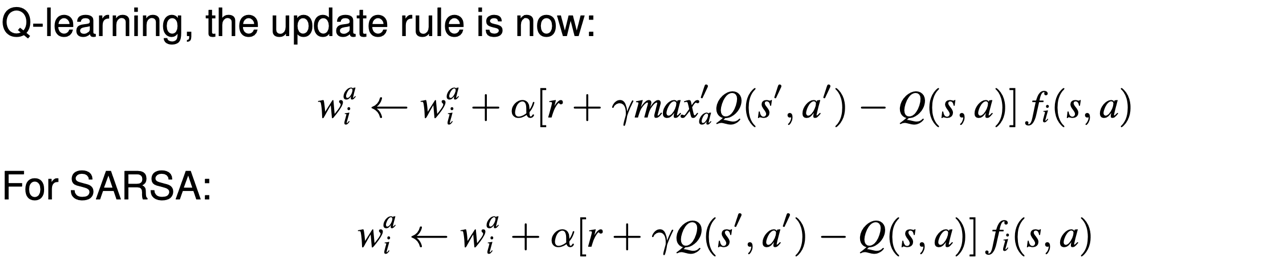 Q-learning, the update rule is now:
w_i^a ← w_i^a + α[r + γmax'_a Q(s′, a′) − Q(s, a)] f_i(s, a)
For SARSA:
w_i^a ← w_i^a + α[r + γQ(s′, a′) − Q(s, a)] f_i(s, a)